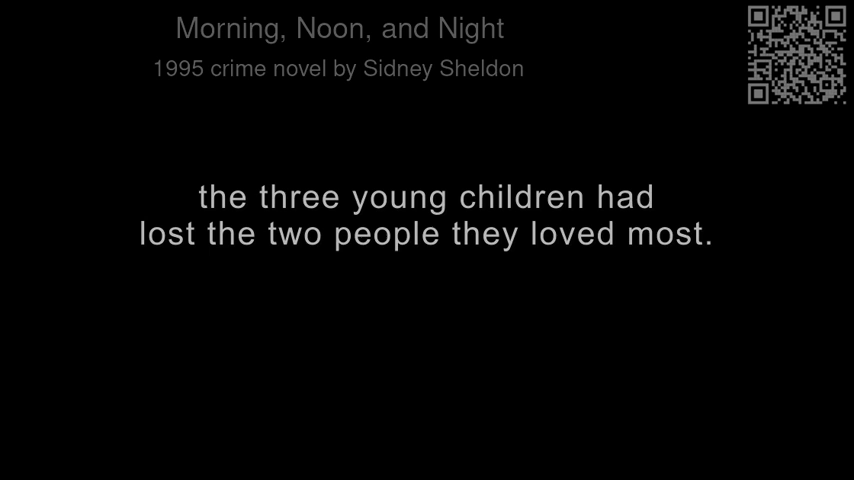 Morning, Noon, and Night
1995 crime novel by Sidney Sheldon
the three young children had
lost the two people they loved most.